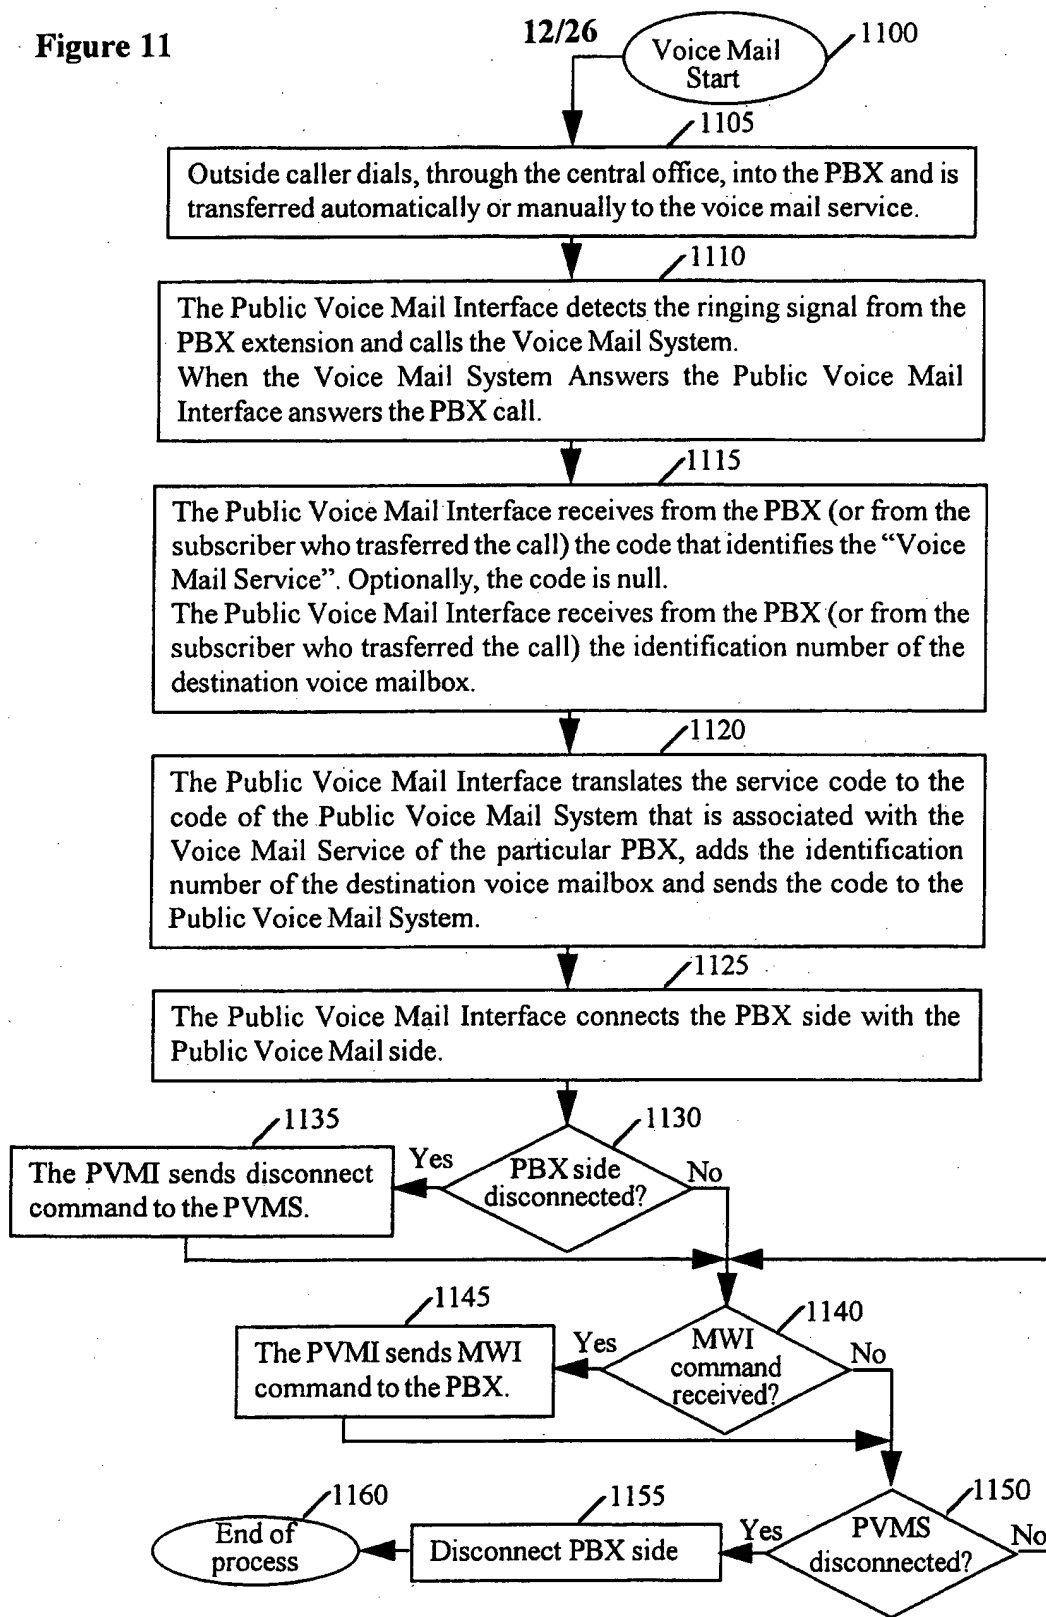 Figure 11
12/26
1100
Voice Mail
Start
1105
Outside caller dials, through the central office, into the PBX and is
transferred automatically or manually to the voice mail service.
1110
The Public Voice Mail Interface detects the ringing signal from the
PBX extension and calls the Voice Mail System.
When the Voice Mail System Answers the Public Voice Mail
Interface answers the PBX call.
1115
The Public Voice Mail Interface receives from the PBX (or from the
subscriber who trasferred the call) the code that identifies the “Voice
Mail Service”. Optionally, the code is null.
The Public Voice Mail Interface receives from the PBX (or from the
subscriber who trasferred the call) the identification number of the
destination voice mailbox.
1120
The Public Voice Mail Interface translates the service code to the
code of the Public Voice Mail System that is associated with the
Voice Mail Service of the particular PBX, adds the identification
number of the destination voice mailbox and sends the code to the
Public Voice Mail System.
1125
The Public Voice Mail Interface connects the PBX side with the
Public Voice Mail side.
1135
1130
The PVMI sends disconnect
command to the PVMS.
Yes
PBX side
disconnected?
No
1145
1140
The PVMI sends MWI
command to the PBX.
Yes
MWI
command
received?
No
1160
1155
1150
End of
process
Disconnect PBX side
Yes
PVMS
disconnected?
No